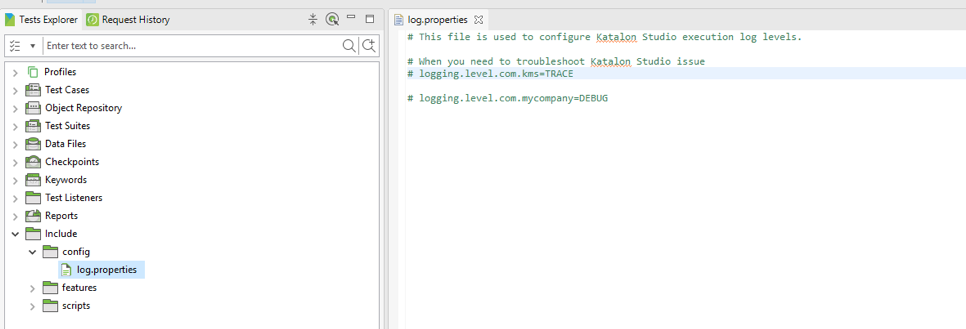 Tests Explorer
Request History
log.properties
Enter text to search...
Profiles
Test Cases
Object Repository
Test Suites
Data Files
Checkpoints
Keywords
Test Listeners
Reports
Include
config
log.properties
features
scripts
# This file is used to configure Katalon Studio execution log levels.
# When you need to troubleshoot Katalon Studio issue
# logging.level.com.kms=TRACE
# logging.level.com.mycompany=DEBUG